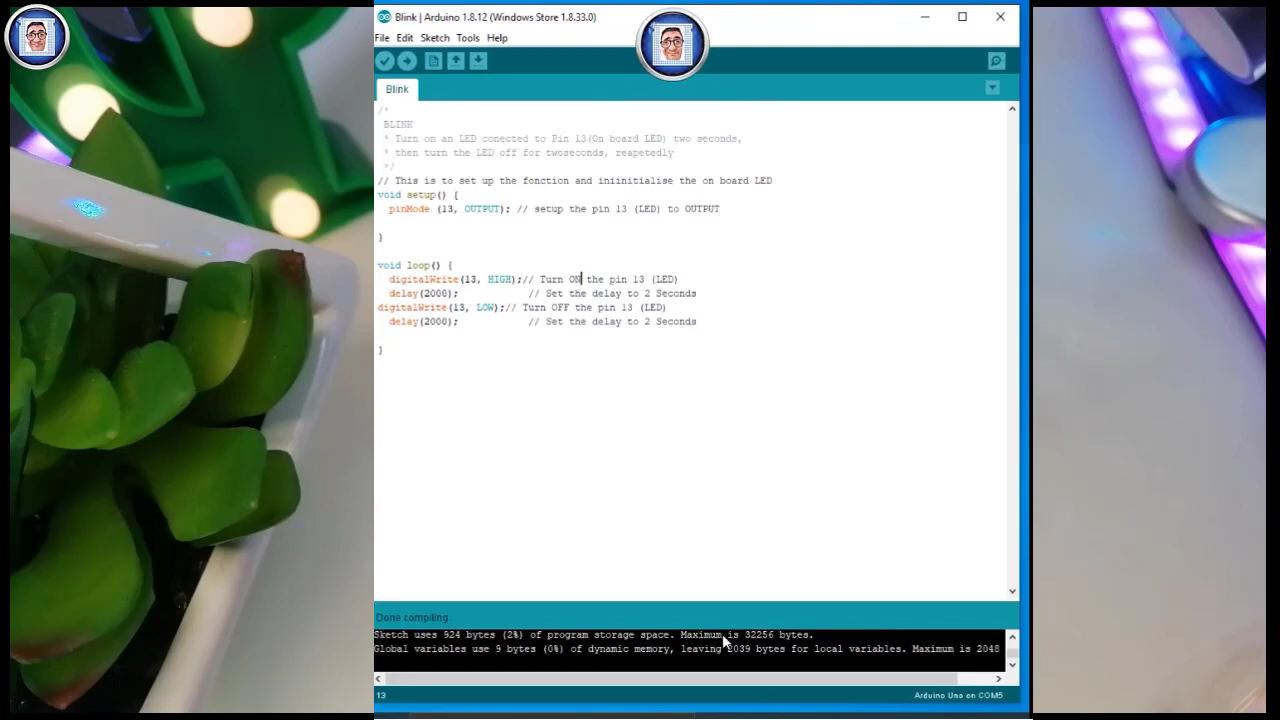 Blink | Arduino 1.8.12 (Windows Store 1.8.33.0)
File Edit Sketch Tools Help
Blink
/*
BLINK
* Turn on an LED conected to Pin 13(On board LED) two seconds,
* then turn the LED off for twoseconds, reapetedly
*/
// This is to set up the fonction and iniinitialise the on board LED
void setup() {
pinMode (13, OUTPUT); // setup the pin 13 (LED) to OUTPUT
}
void loop() {
digitalWrite(13, HIGH);// Turn ON the pin 13 (LED)
delay(2000); // Set the delay to 2 Seconds
digitalWrite(13, LOW);// Turn OFF the pin 13 (LED)
delay(2000); // Set the delay to 2 Seconds
}
Done compiling
Sketch uses 924 bytes (2%) of program storage space. Maximum is 32256 bytes.
Global variables use 9 bytes (0%) of dynamic memory, leaving 2039 bytes for local variables. Maximum is 2048
13 Arduino Uno on COM5